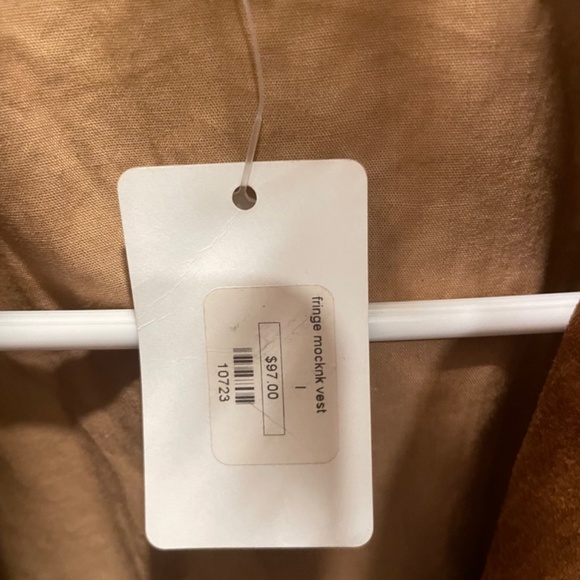 fringe mocknk vest
l
$97.00
10723